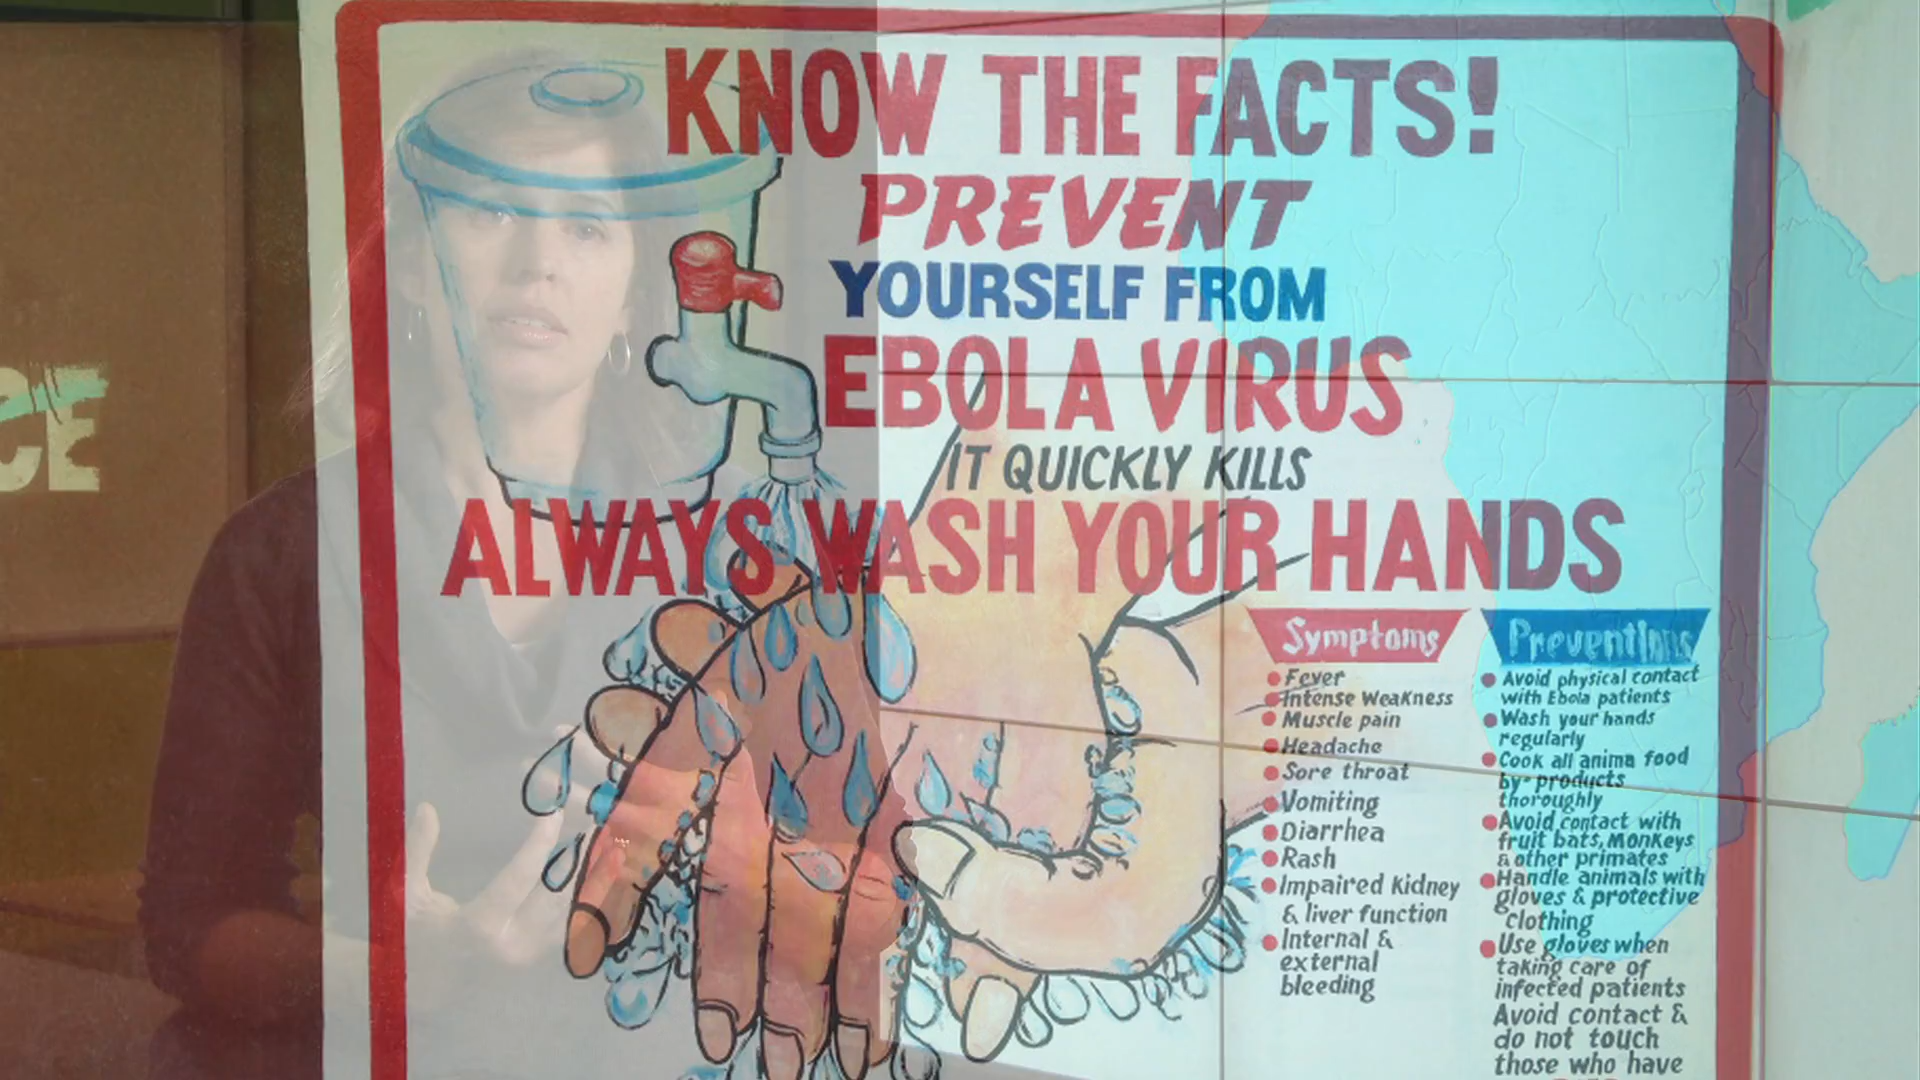 KNOW THE FACTS!
PREVENT
YOURSELF FROM
EBOLA VIRUS
IT QUICKLY KILLS
ALWAYS WASH YOUR HANDS
Symptoms
Fever
Intense Weakness
Muscle pain
Headache
Sore throat
Vomiting
Diarrhea
Rash
Impaired Kidney
& liver function
Internal &
external
bleeding
Preventions
Avoid physical contact
with Ebola patients
Wash your hands
regularly
Cook all anima food
by-products
thoroughly
Avoid contact with
fruit bats, Monkeys
& other primates
Handle animals with
gloves & protective
clothing
Use gloves when
taking care of
infected patients
Avoid contact &
do not touch
those who have
CE